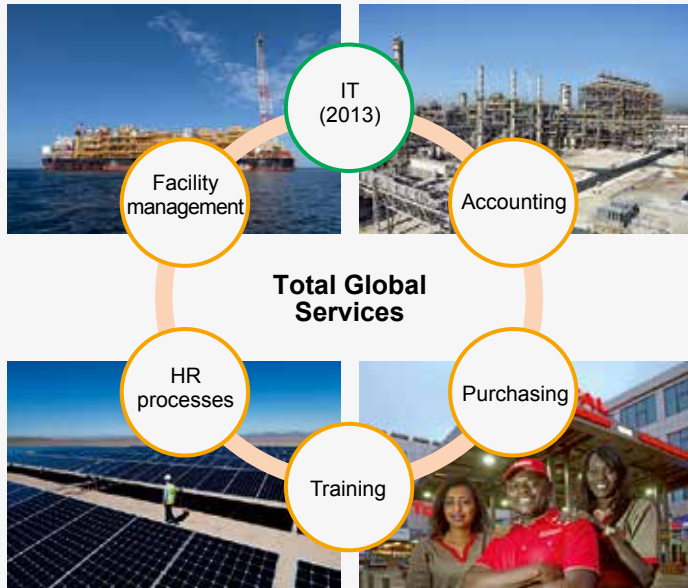 IT
(2013)
Facility
management
Accounting
Total Global
Services
HR
processes
Purchasing
Training